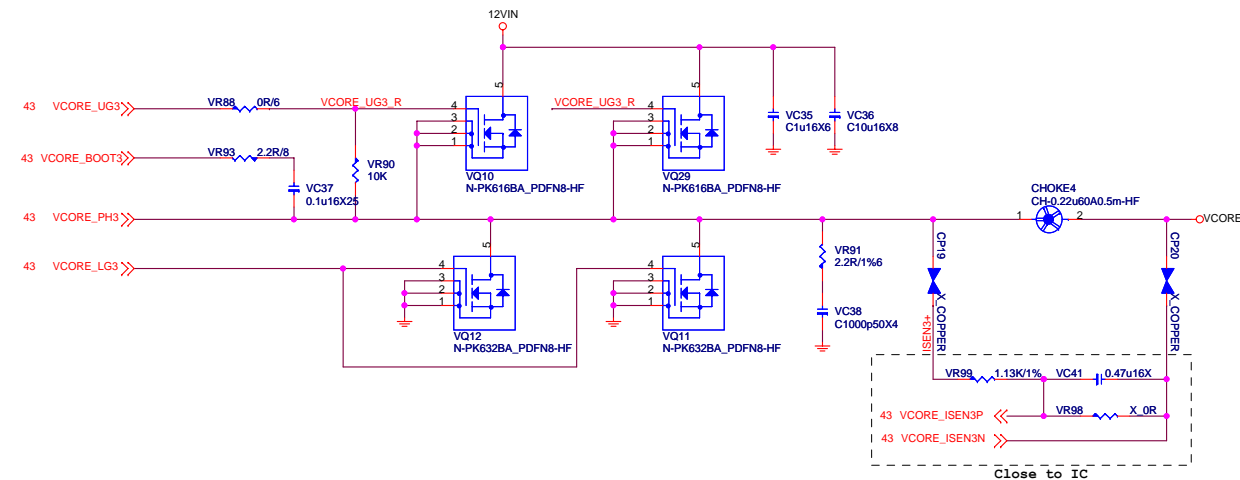 12VIN
43 VCORE_UG3
VR88 0R/6
VCORE_UG3_R
4
3
2
1
5
VQ10
N-PK616BA_PDFN8-HF
VCORE_UG3_R
4
3
2
1
5
VQ29
N-PK616BA_PDFN8-HF
VC35
C1u16X6
VC36
C10u16X8
43 VCORE_BOOT3
VR93 2.2R/8
VC37
0.1u16X25
VR90
10K
43 VCORE_PH3
CHOKE4
CH-0.22u60A0.5m-HF
1
2
VCORE
43 VCORE_LG3
4
3
2
1
5
VQ12
N-PK632BA_PDFN8-HF
4
3
2
1
5
VQ11
N-PK632BA_PDFN8-HF
VR91
2.2R/1%6
VC38
C1000p50X4
CP19
X_COPPER
ISEN3+
CP20
X_COPPER
VR99 1.13K/1%
VC41 0.47u16X
43 VCORE_ISEN3P
VR98 X_0R
43 VCORE_ISEN3N
Close to IC